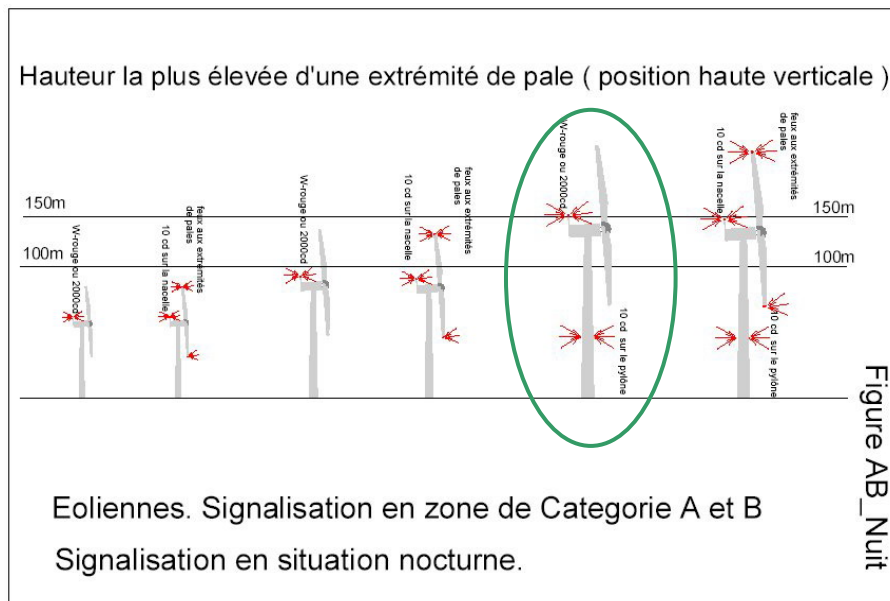 Hauteur la plus élevée d'une extrémité de pale ( position haute verticale )
150m
150m
100m
100m
W-rouge ou 2000cd
10 cd sur la nacelle
feux aux extrémités
de pales
W-rouge ou 2000cd
10 cd sur la nacelle
feux aux extrémités
de pales
W-rouge ou 2000cd
10 cd sur le pylône
10 cd sur la nacelle
feux aux extrémités
de pales
10 cd sur le pylône
Figure AB_Nuit
Eoliennes. Signalisation en zone de Categorie A et B
Signalisation en situation nocturne.